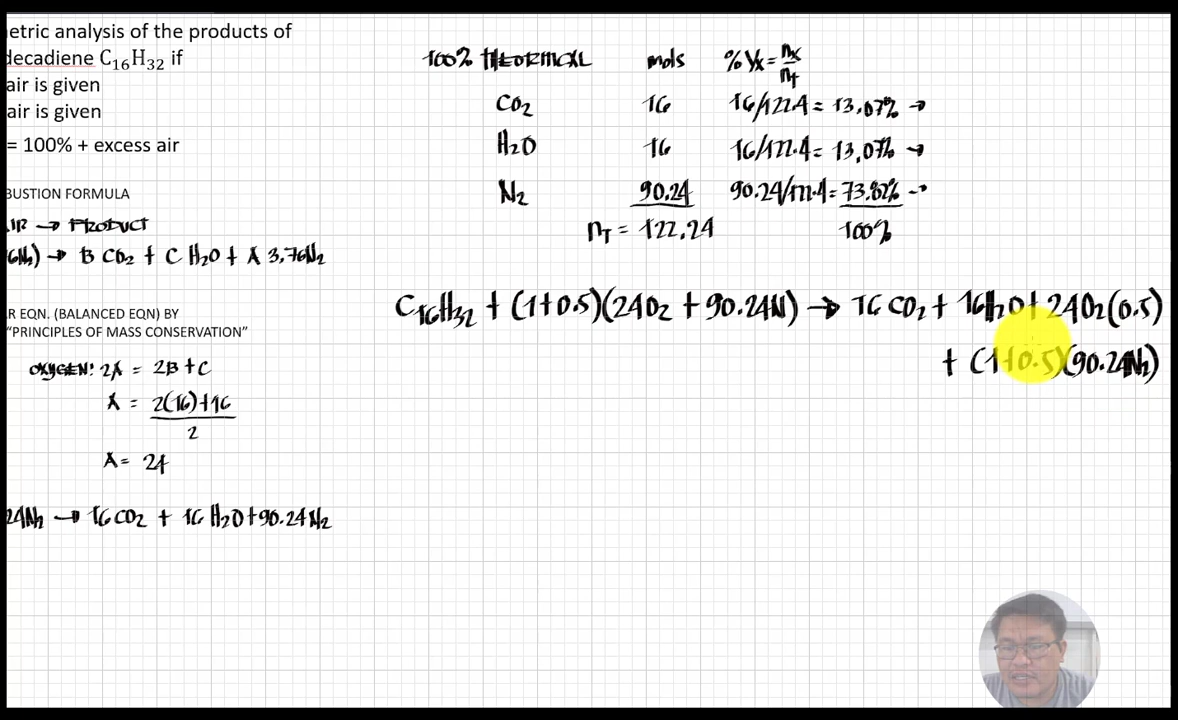 etric analysis of the products of
decadiene C₁₆H₃₂ if
air is given
air is given
= 100% + excess air
BUSTION FORMULA
AIR → PRODUCT
6N₂) → B CO₂ + C H₂O + A 3.76N₂
R EQN. (BALANCED EQN) BY
"PRINCIPLES OF MASS CONSERVATION"
OXYGEN: 2A = 2B + C
A = 2(16)+16
2
A = 24
24N₂ → 16CO₂ + 16 H₂O + 90.24 N₂
100% THEORITICAL mols % Yx = nx
nT
CO₂ 16 16/122.4 = 13.07% →
H₂O 16 16/122.4 = 13.07% →
N₂ 90.24 90.24/122.4 = 73.82% →
nT = 122.24 100%
C₁₆H₃₂ + (1+0.5)(24O₂ + 90.24N) → 16 CO₂ + 16H₂O + 24O₂(0.5)
+ (1+0.5)(90.24N₂)